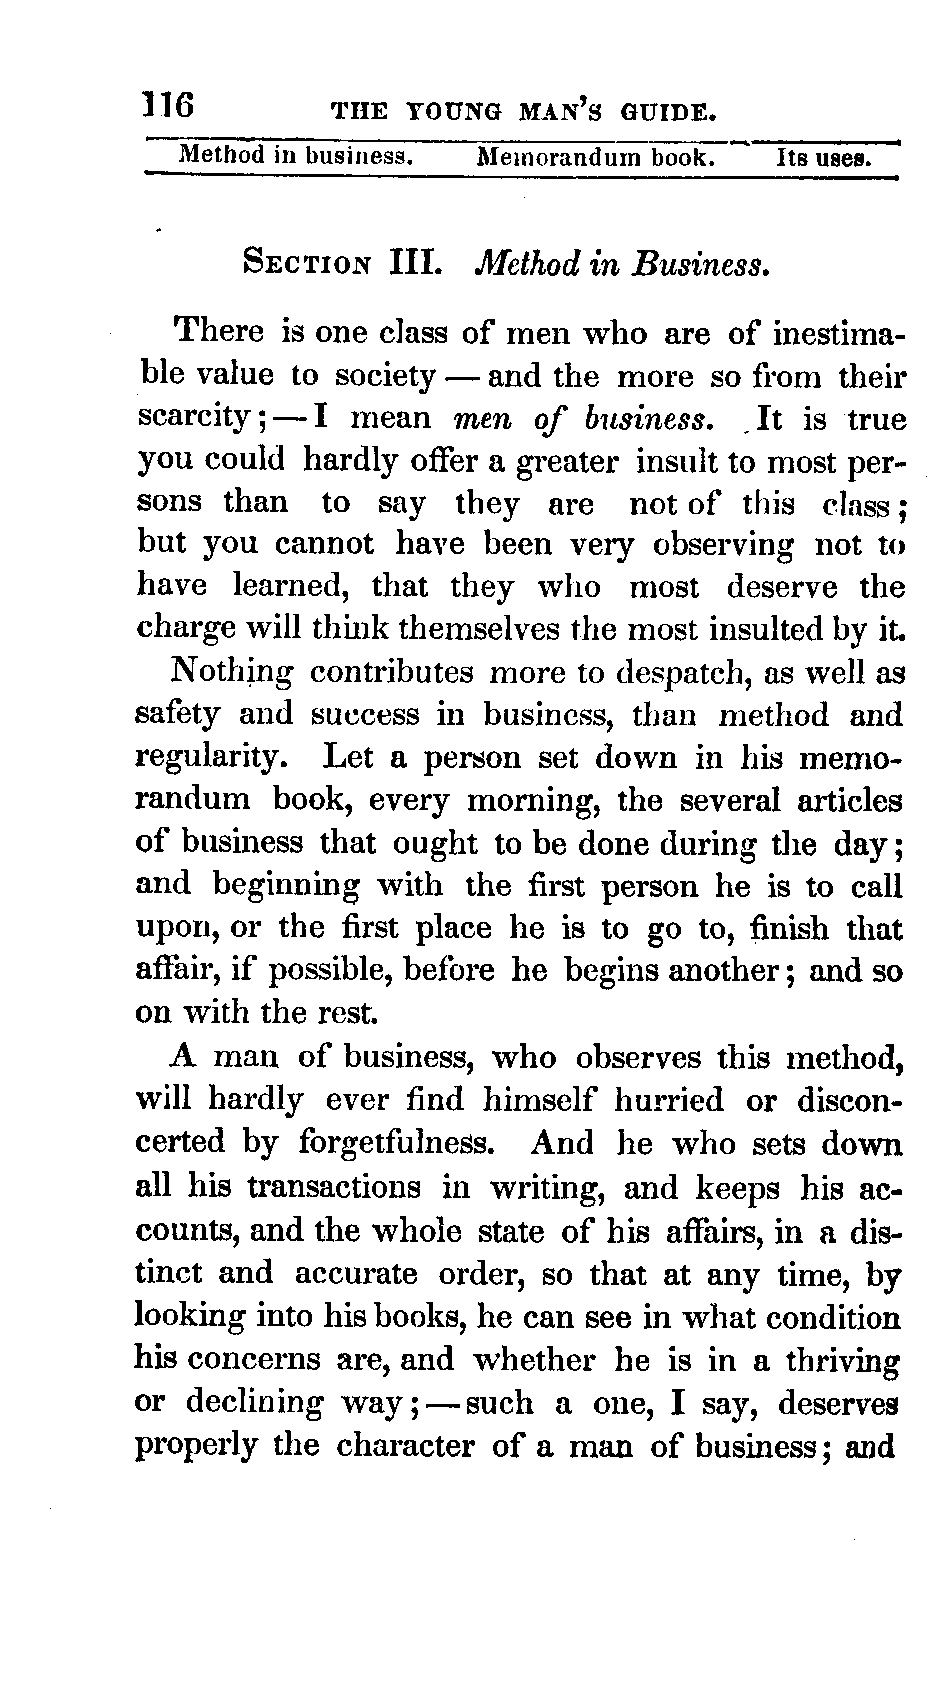 116 THE YOUNG MAN'S GUIDE.
Method in business. Memorandum book. Its uses.
SECTION III. Method in Business.
There is one class of men who are of inestima-
ble value to society — and the more so from their
scarcity; — I mean men of business. It is true
you could hardly offer a greater insult to most per-
sons than to say they are not of this class;
but you cannot have been very observing not to
have learned, that they who most deserve the
charge will think themselves the most insulted by it.
Nothing contributes more to despatch, as well as
safety and success in business, than method and
regularity. Let a person set down in his memo-
randum book, every morning, the several articles
of business that ought to be done during the day;
and beginning with the first person he is to call
upon, or the first place he is to go to, finish that
affair, if possible, before he begins another; and so
on with the rest.
A man of business, who observes this method,
will hardly ever find himself hurried or discon-
certed by forgetfulness. And he who sets down
all his transactions in writing, and keeps his ac-
counts, and the whole state of his affairs, in a dis-
tinct and accurate order, so that at any time, by
looking into his books, he can see in what condition
his concerns are, and whether he is in a thriving
or declining way; — such a one, I say, deserves
properly the character of a man of business; and